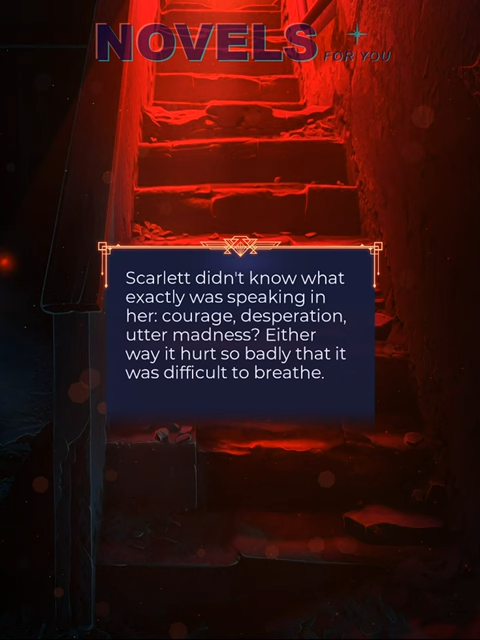 NOVELS
FOR YOU
Scarlett didn't know what
exactly was speaking in
her: courage, desperation,
utter madness? Either
way it hurt so badly that it
was difficult to breathe.